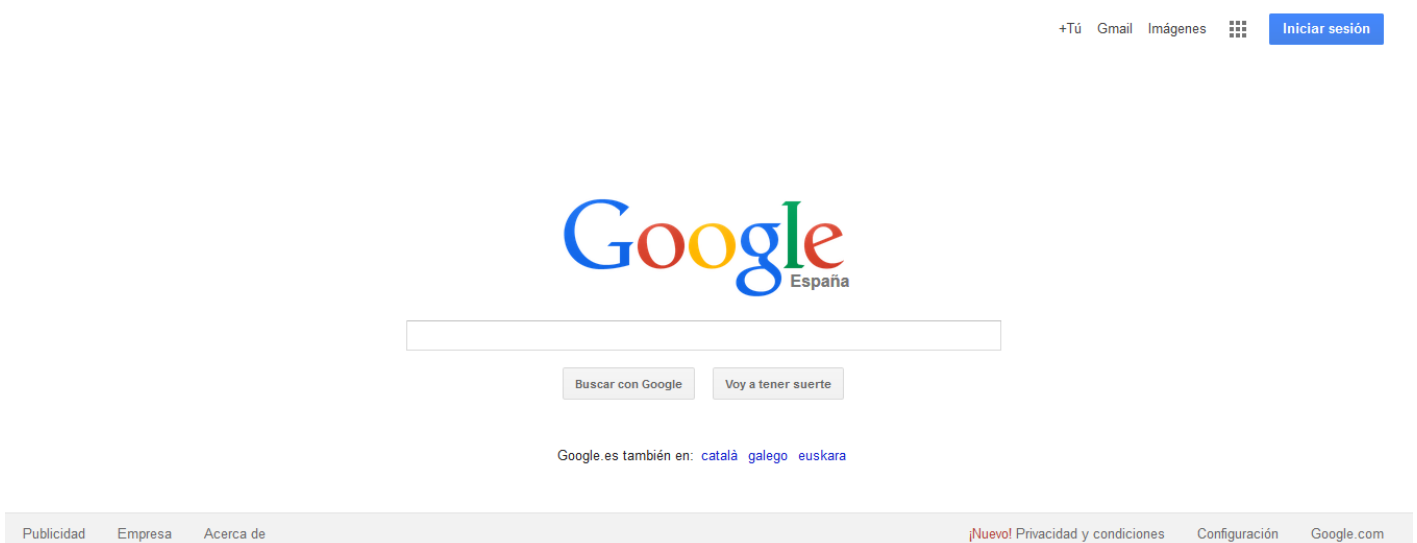 +Tú Gmail Imágenes Iniciar sesión
Google
España
Buscar con Google Voy a tener suerte
Google.es también en: català galego euskara
Publicidad Empresa Acerca de ¡Nuevo! Privacidad y condiciones Configuración Google.com